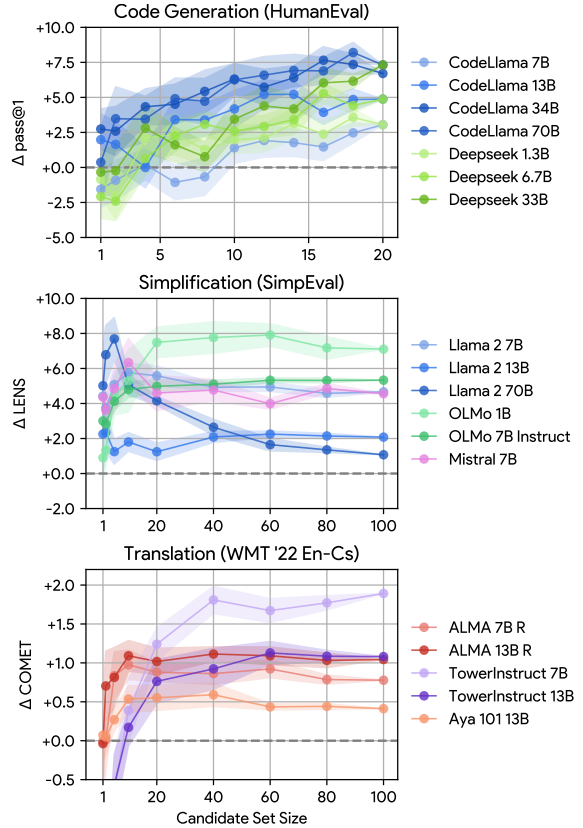 Code Generation (HumanEval)
Δ pass@1
+10.0
+7.5
+5.0
+2.5
+0.0
-2.5
-5.0
1
5
10
15
20
CodeLlama 7B
CodeLlama 13B
CodeLlama 34B
CodeLlama 70B
Deepseek 1.3B
Deepseek 6.7B
Deepseek 33B
Simplification (SimpEval)
Δ LENS
+10.0
+8.0
+6.0
+4.0
+2.0
+0.0
-2.0
1
20
40
60
80
100
Llama 2 7B
Llama 2 13B
Llama 2 70B
OLMo 1B
OLMo 7B Instruct
Mistral 7B
Translation (WMT '22 En-Cs)
Δ COMET
+2.0
+1.5
+1.0
+0.5
+0.0
-0.5
1
20
40
60
80
100
Candidate Set Size
ALMA 7B R
ALMA 13B R
TowerInstruct 7B
TowerInstruct 13B
Aya 101 13B